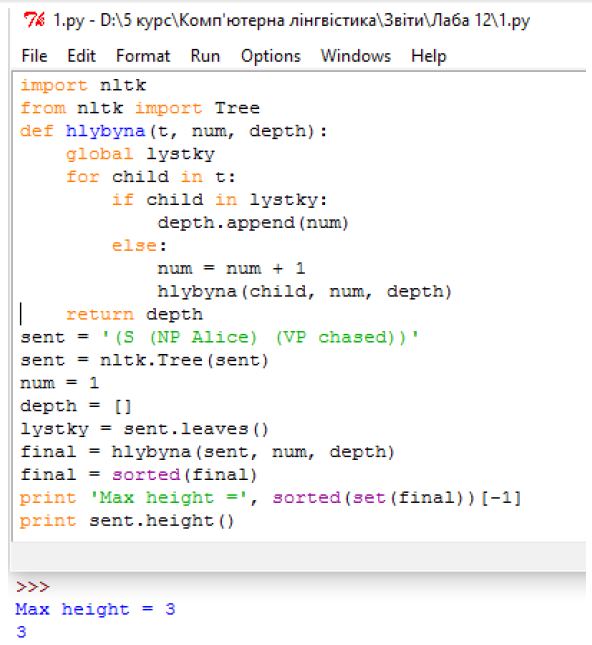 1.py - D:\5 курс\Комп'ютерна лінгвістика\Звіти\Лаба 12\1.py
File Edit Format Run Options Windows Help
import nltk
from nltk import Tree
def hlybyna(t, num, depth):
    global lystky
    for child in t:
        if child in lystky:
            depth.append(num)
        else:
            num = num + 1
            hlybyna(child, num, depth)
    return depth
sent = '(S (NP Alice) (VP chased))'
sent = nltk.Tree(sent)
num = 1
depth = []
lystky = sent.leaves()
final = hlybyna(sent, num, depth)
final = sorted(final)
print 'Max height =', sorted(set(final))[-1]
print sent.height()
>>>
Max height = 3
3